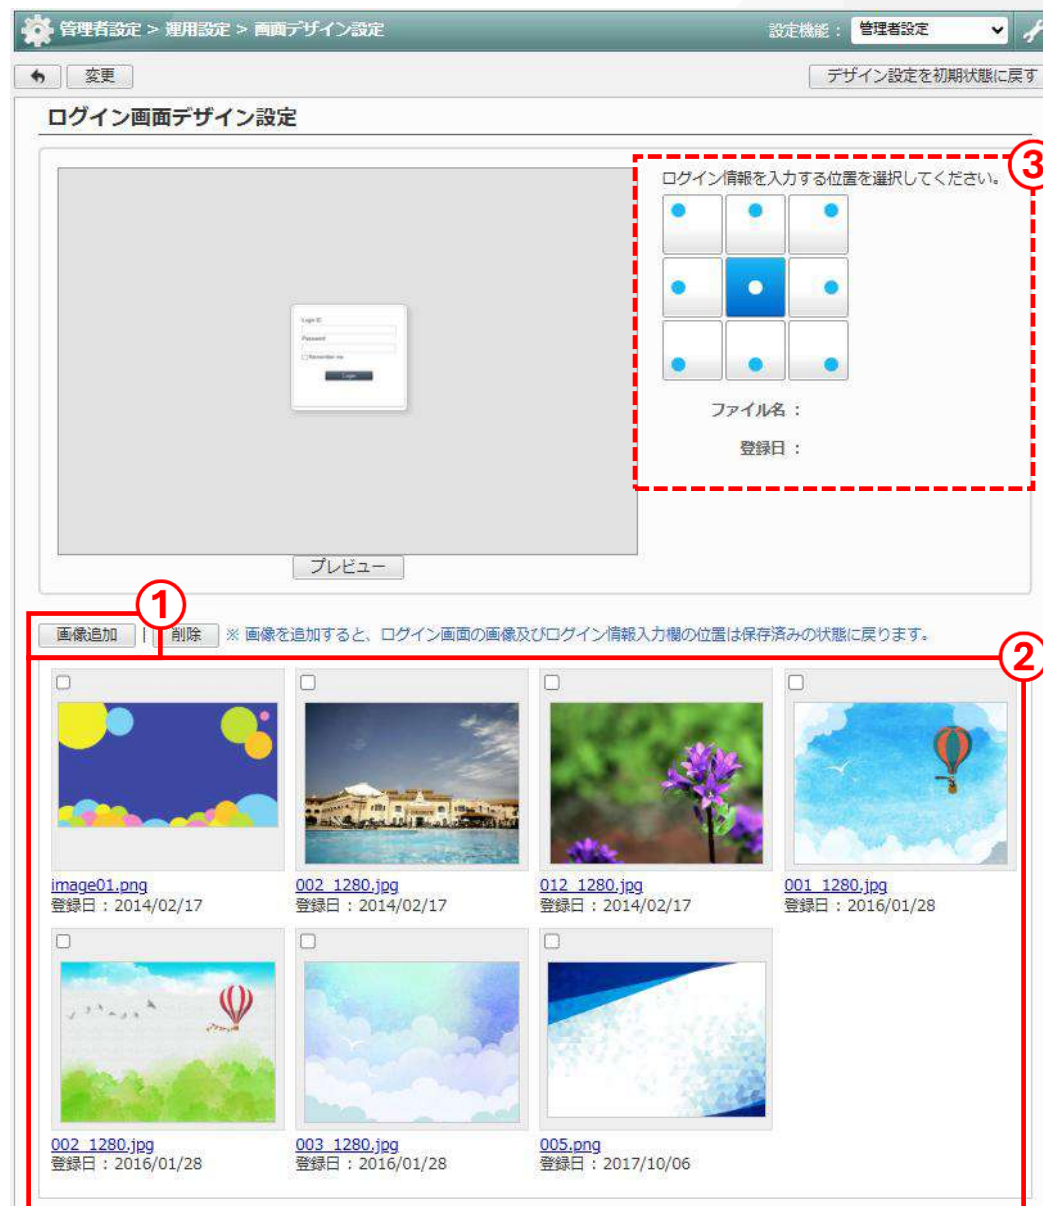 管理者設定 > 運用設定 > 画面デザイン設定
設定機能： 管理者設定
変更
デザイン設定を初期状態に戻す
ログイン画面デザイン設定
③
ログイン情報を入力する位置を選択してください。
Login ID
Password
Remember me
Login
ファイル名：
登録日：
プレビュー
①
画像追加 | 削除 ※ 画像を追加すると、ログイン画面の画像及びログイン情報入力欄の位置は保存済みの状態に戻ります。
②
image01.png
登録日：2014/02/17
002_1280.jpg
登録日：2014/02/17
012_1280.jpg
登録日：2014/02/17
001_1280.jpg
登録日：2016/01/28
002_1280.jpg
登録日：2016/01/28
003_1280.jpg
登録日：2016/01/28
005.png
登録日：2017/10/06